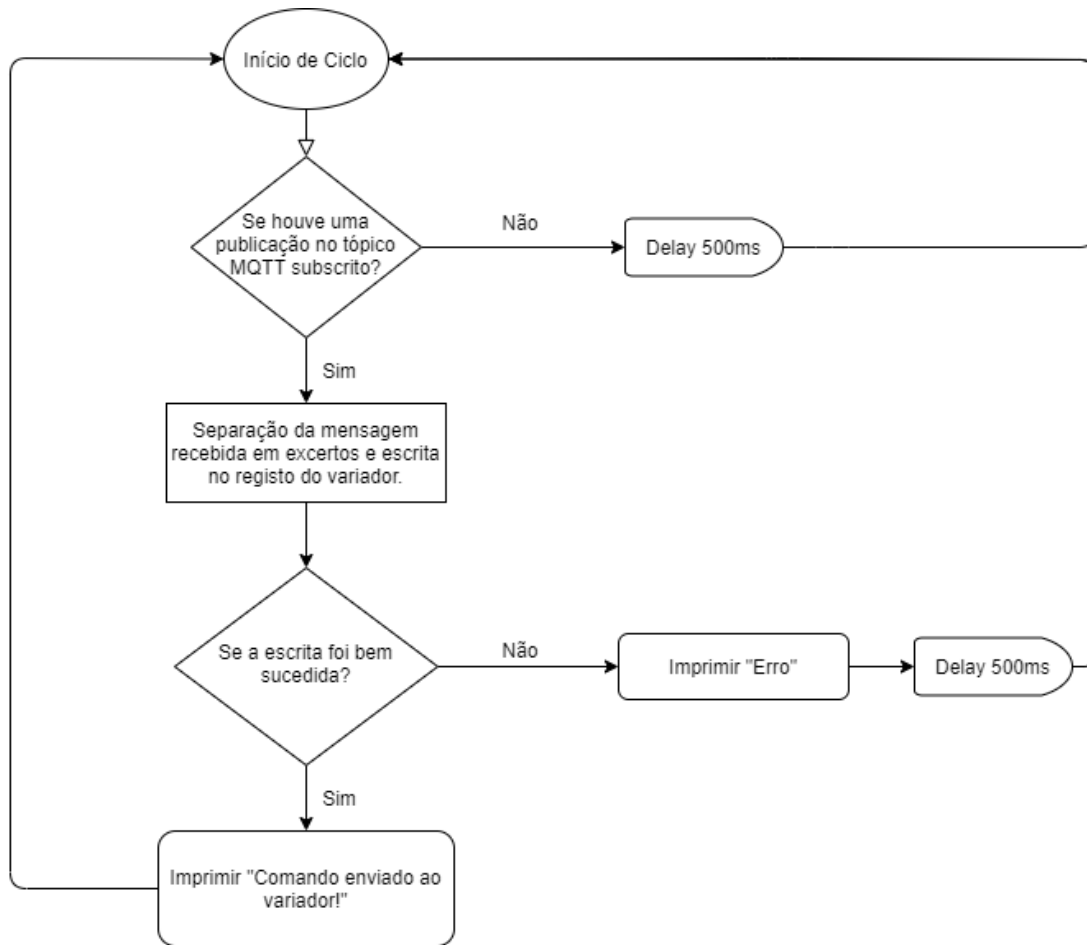 Início de Ciclo
Se houve uma
publicação no tópico
MQTT subscrito?
Não
Delay 500ms
Sim
Separação da mensagem
recebida em excertos e escrita
no registo do variador.
Se a escrita foi bem
sucedida?
Não
Imprimir "Erro"
Delay 500ms
Sim
Imprimir "Comando enviado ao
variador!"